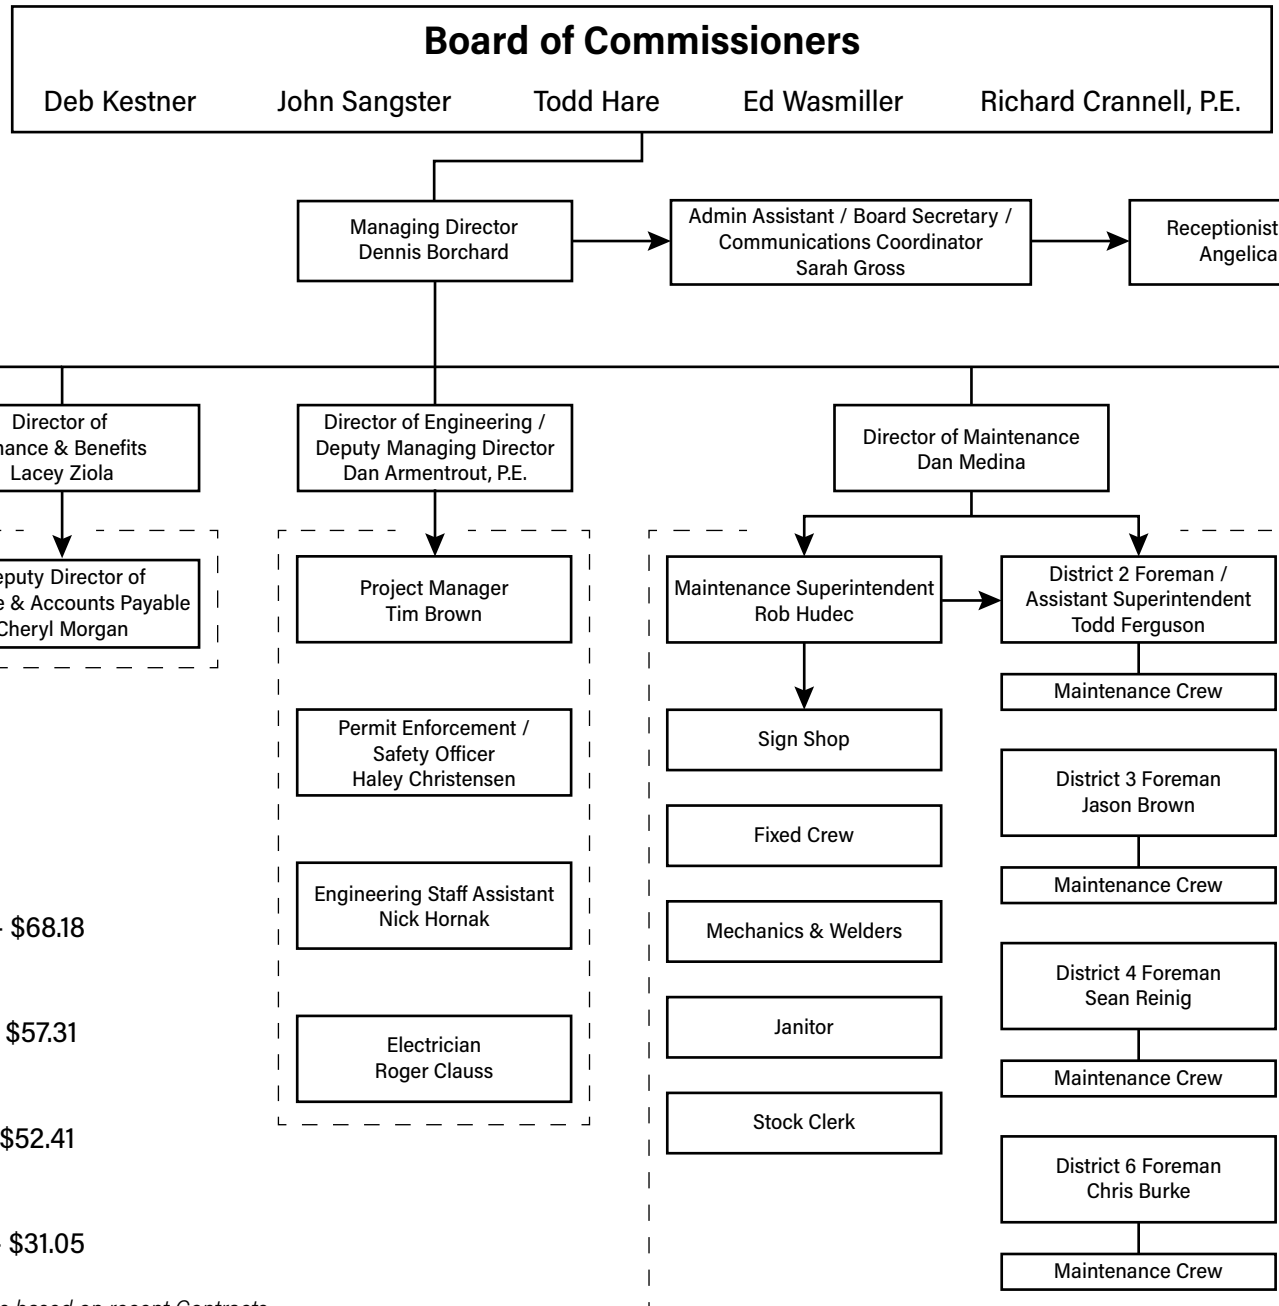 Board of Commissioners
Deb Kestner John Sangster Todd Hare Ed Wasmiller Richard Crannell, P.E.
Managing Director
Dennis Borchard
Admin Assistant / Board Secretary /
Communications Coordinator
Sarah Gross
Receptionist
Angelica
Director of
& Benefits
Lacey Ziola
Director of Engineering /
Deputy Managing Director
Dan Armentrout, P.E.
Director of Maintenance
Dan Medina
Director of
& Accounts Payable
Cheryl Morgan
Project Manager
Tim Brown
Permit Enforcement /
Safety Officer
Haley Christensen
Engineering Staff Assistant
Nick Hornak
Electrician
Roger Clauss
Maintenance Superintendent
Rob Hudec
Sign Shop
Fixed Crew
Mechanics & Welders
Janitor
Stock Clerk
District 2 Foreman /
Assistant Superintendent
Todd Ferguson
Maintenance Crew
District 3 Foreman
Jason Brown
Maintenance Crew
District 4 Foreman
Sean Reinig
Maintenance Crew
District 6 Foreman
Chris Burke
Maintenance Crew
- $68.18
$57.31
$52.41
$31.05
based on recent Contracts